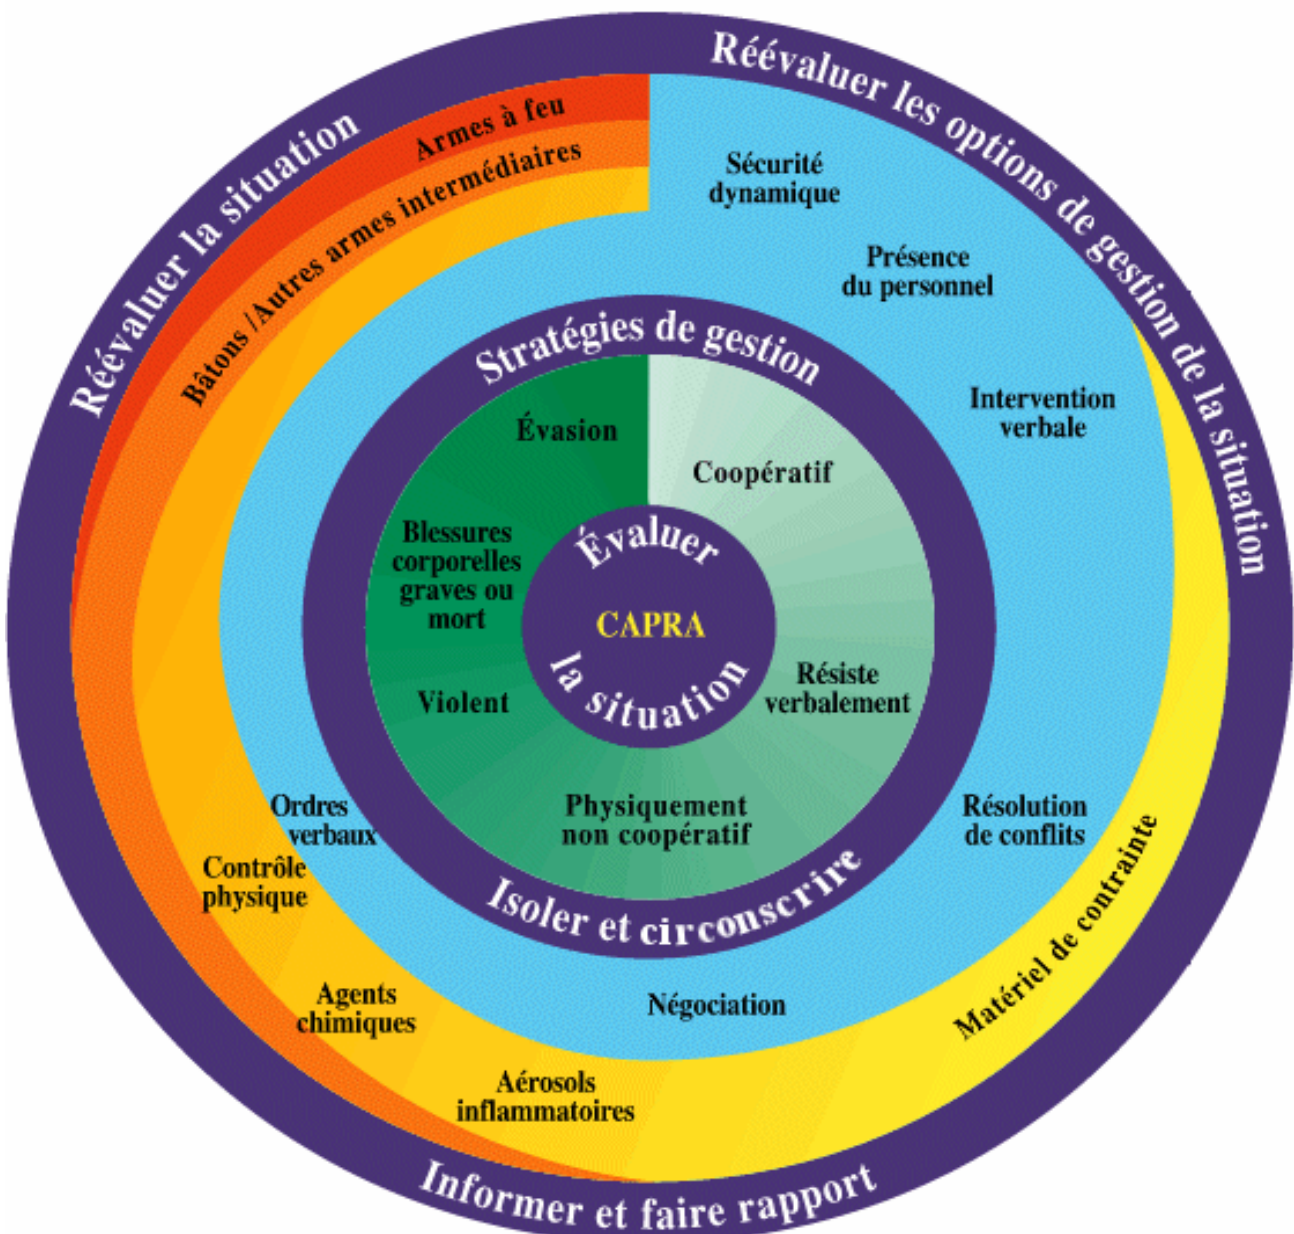 Réévaluer la situation
Réévaluer les options de gestion de la situation
Armes à feu
Bâtons /Autres armes intermédiaires
Sécurité
dynamique
Présence
du personnel
Intervention
verbale
Stratégies de gestion
Évasion
Coopératif
Blessures
corporelles
graves ou
mort
Évaluer
CAPRA
la situation
Résiste
verbalement
Violent
Physiquement
non coopératif
Ordres
verbaux
Résolution
de conflits
Contrôle
physique
Isoler et circonscrire
Matériel de contrainte
Agents
chimiques
Négociation
Aérosols
inflammatoires
Informer et faire rapport